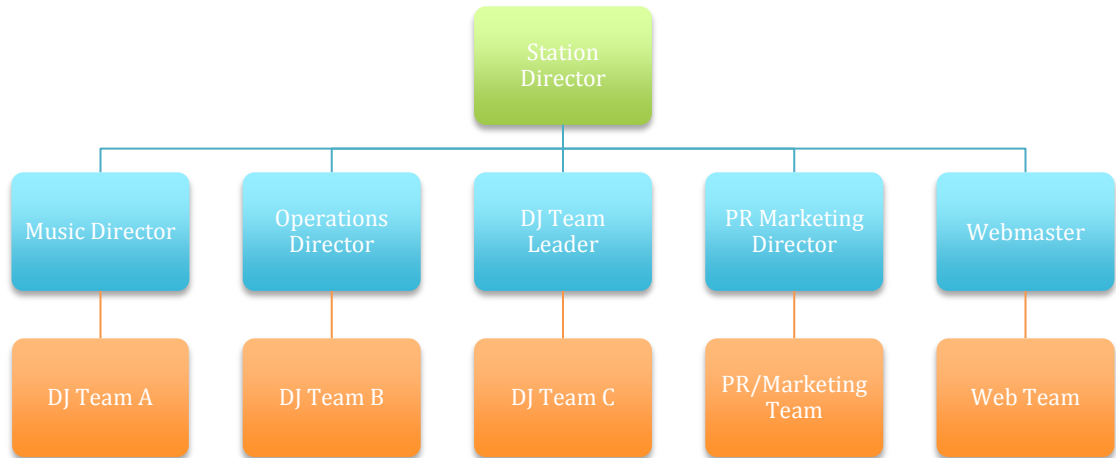 Station
Director
Music Director
Operations
Director
DJ Team
Leader
PR Marketing
Director
Webmaster
DJ Team A
DJ Team B
DJ Team C
PR/Marketing
Team
Web Team